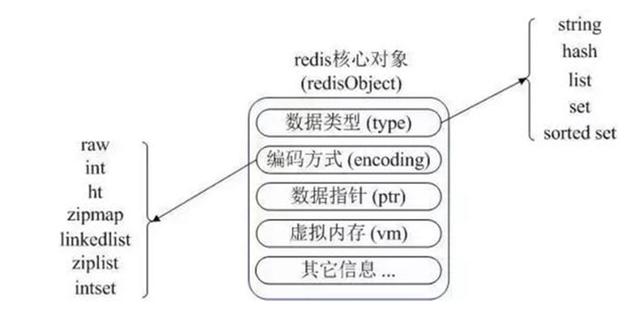 redis核心对象
(redisObject)
数据类型 (type)
编码方式 (encoding)
数据指针 (ptr)
虚拟内存 (vm)
其它信息 ...
string
hash
list
set
sorted set
raw
int
ht
zipmap
linkedlist
ziplist
intset